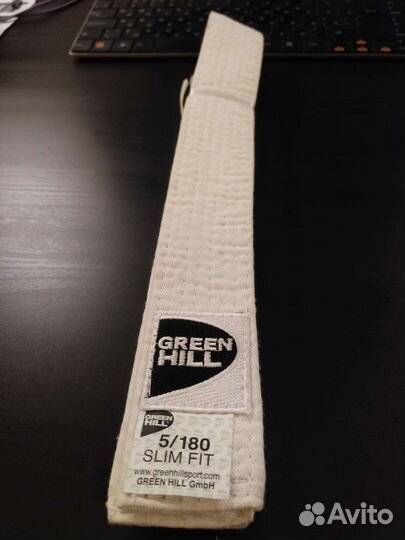 GREEN
HILL
GREEN
HILL
5/180
SLIM FIT
www.greenhillsport.com
GREEN HILL GmbH
Avito